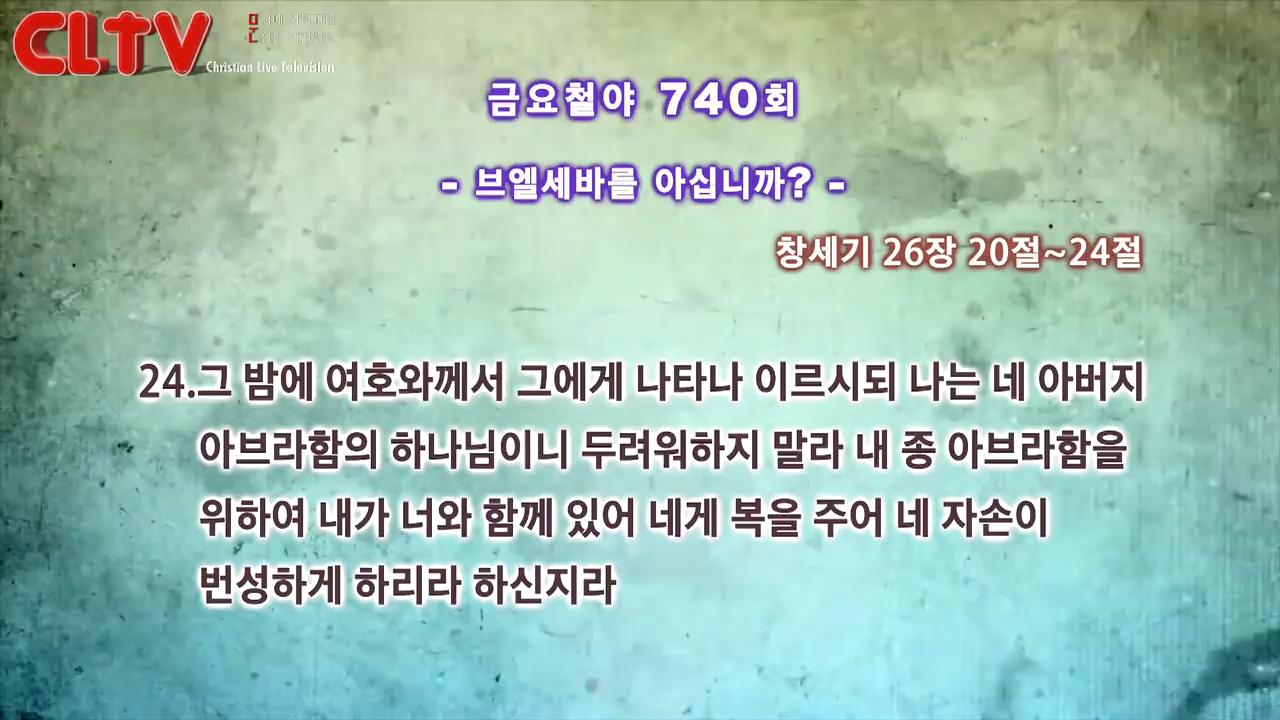 CLTV
Christian Live Television
금요철야 740회
- 브엘세바를 아십니까? -
창세기 26장 20절~24절
24.그 밤에 여호와께서 그에게 나타나 이르시되 나는 네 아버지
아브라함의 하나님이니 두려워하지 말라 내 종 아브라함을
위하여 내가 너와 함께 있어 네게 복을 주어 네 자손이
번성하게 하리라 하신지라